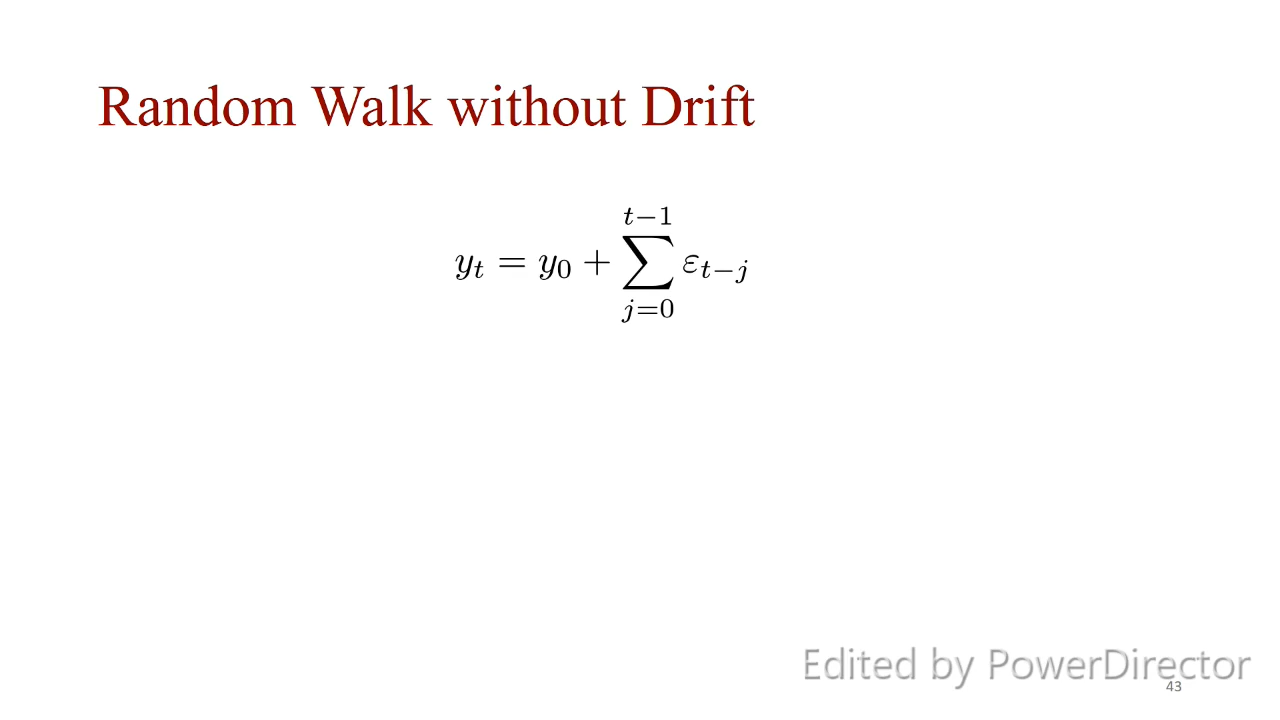 Random Walk without Drift
$y_t = y_0 + \sum_{j=0}^{t-1} \varepsilon_{t-j}$
Edited by PowerDirector
43